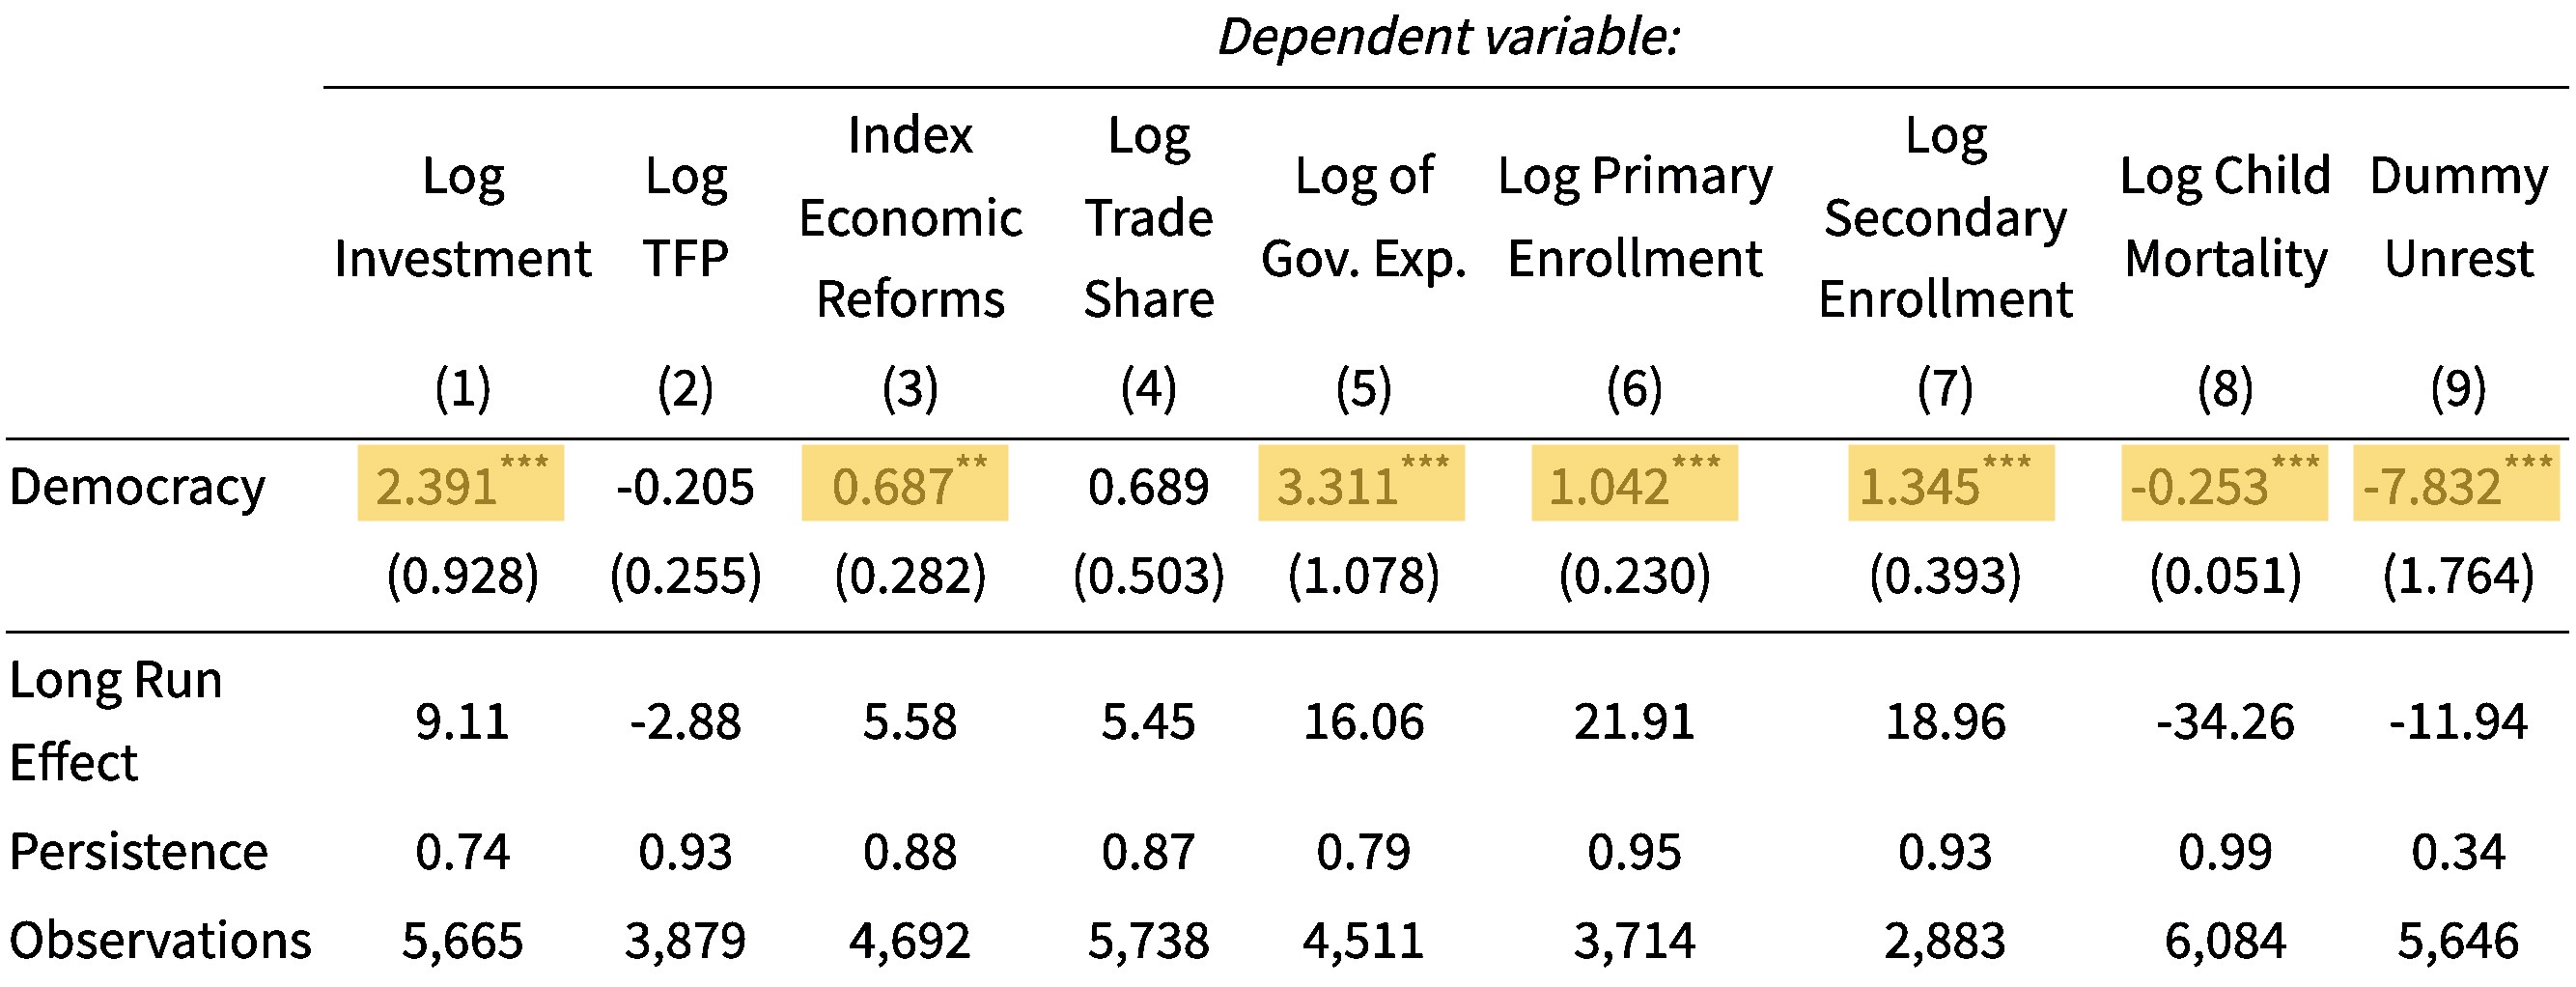 Dependent variable:
Log Investment Log TFP Index Economic Reforms Log Trade Share Log of Gov. Exp. Log Primary Enrollment Log Secondary Enrollment Log Child Mortality Dummy Unrest
(1) (2) (3) (4) (5) (6) (7) (8) (9)
Democracy 2.391*** -0.205 0.687** 0.689 3.311*** 1.042*** 1.345*** -0.253*** -7.832***
(0.928) (0.255) (0.282) (0.503) (1.078) (0.230) (0.393) (0.051) (1.764)
Long Run Effect 9.11 -2.88 5.58 5.45 16.06 21.91 18.96 -34.26 -11.94
Persistence 0.74 0.93 0.88 0.87 0.79 0.95 0.93 0.99 0.34
Observations 5,665 3,879 4,692 5,738 4,511 3,714 2,883 6,084 5,646